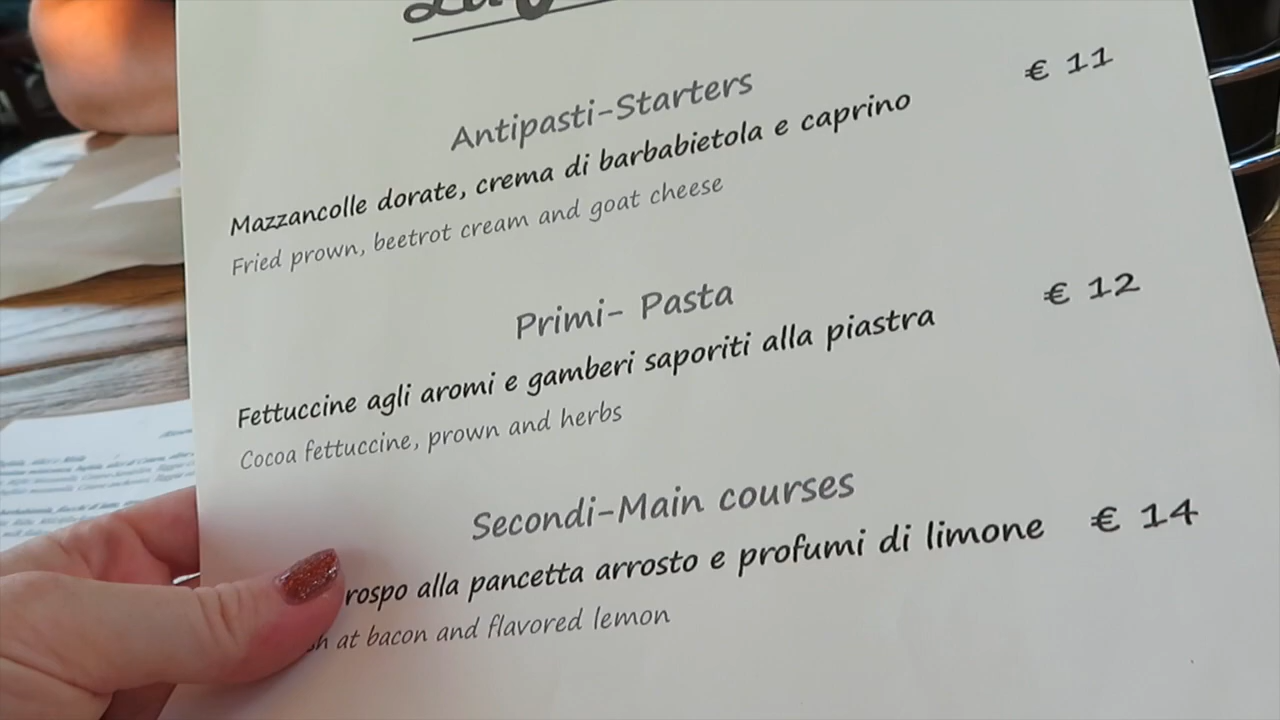 Antipasti-Starters
€ 11
Mazzancolle dorate, crema di barbabietola e caprino
Fried prown, beetrot cream and goat cheese
Primi- Pasta
€ 12
Fettuccine agli aromi e gamberi saporiti alla piastra
Cocoa fettuccine, prown and herbs
Secondi-Main courses
rospo alla pancetta arrosto e profumi di limone € 14
at bacon and flavored lemon